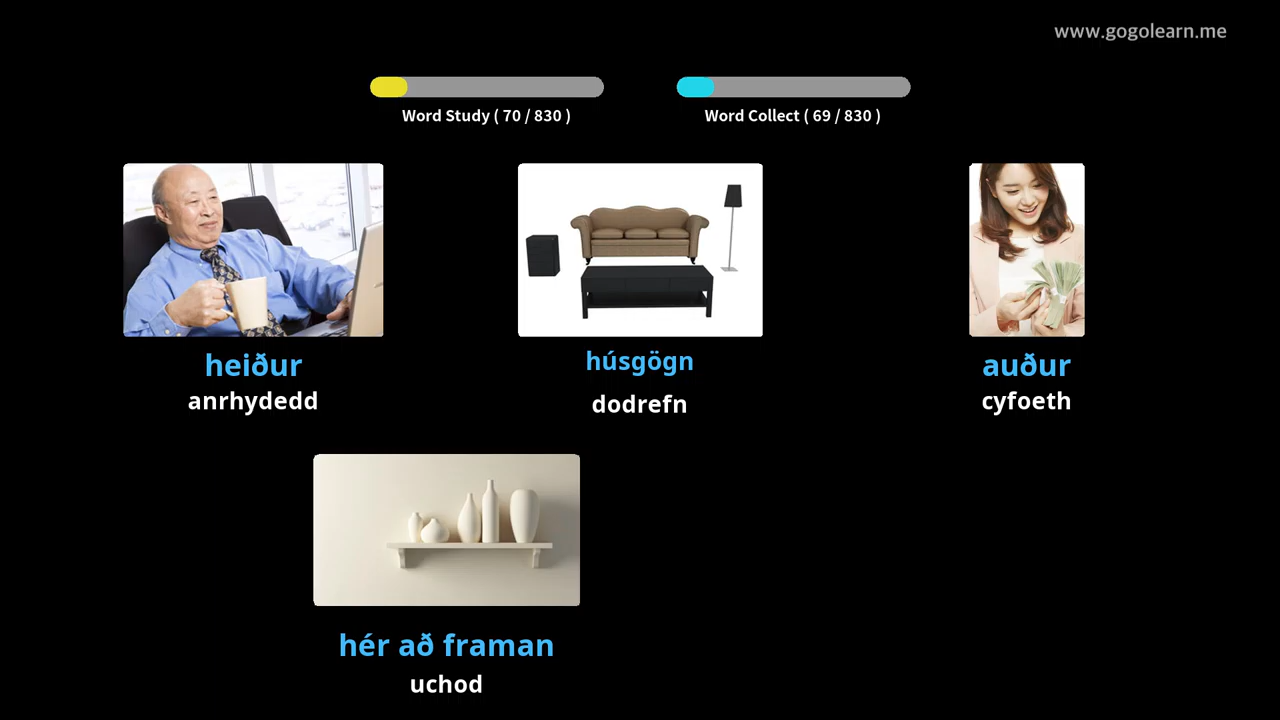 www.gogolearn.me
Word Study ( 70 / 830 )
Word Collect ( 69 / 830 )
heiður
anrhydedd
húsgögn
dodrefn
auður
cyfoeth
hér að framan
uchod